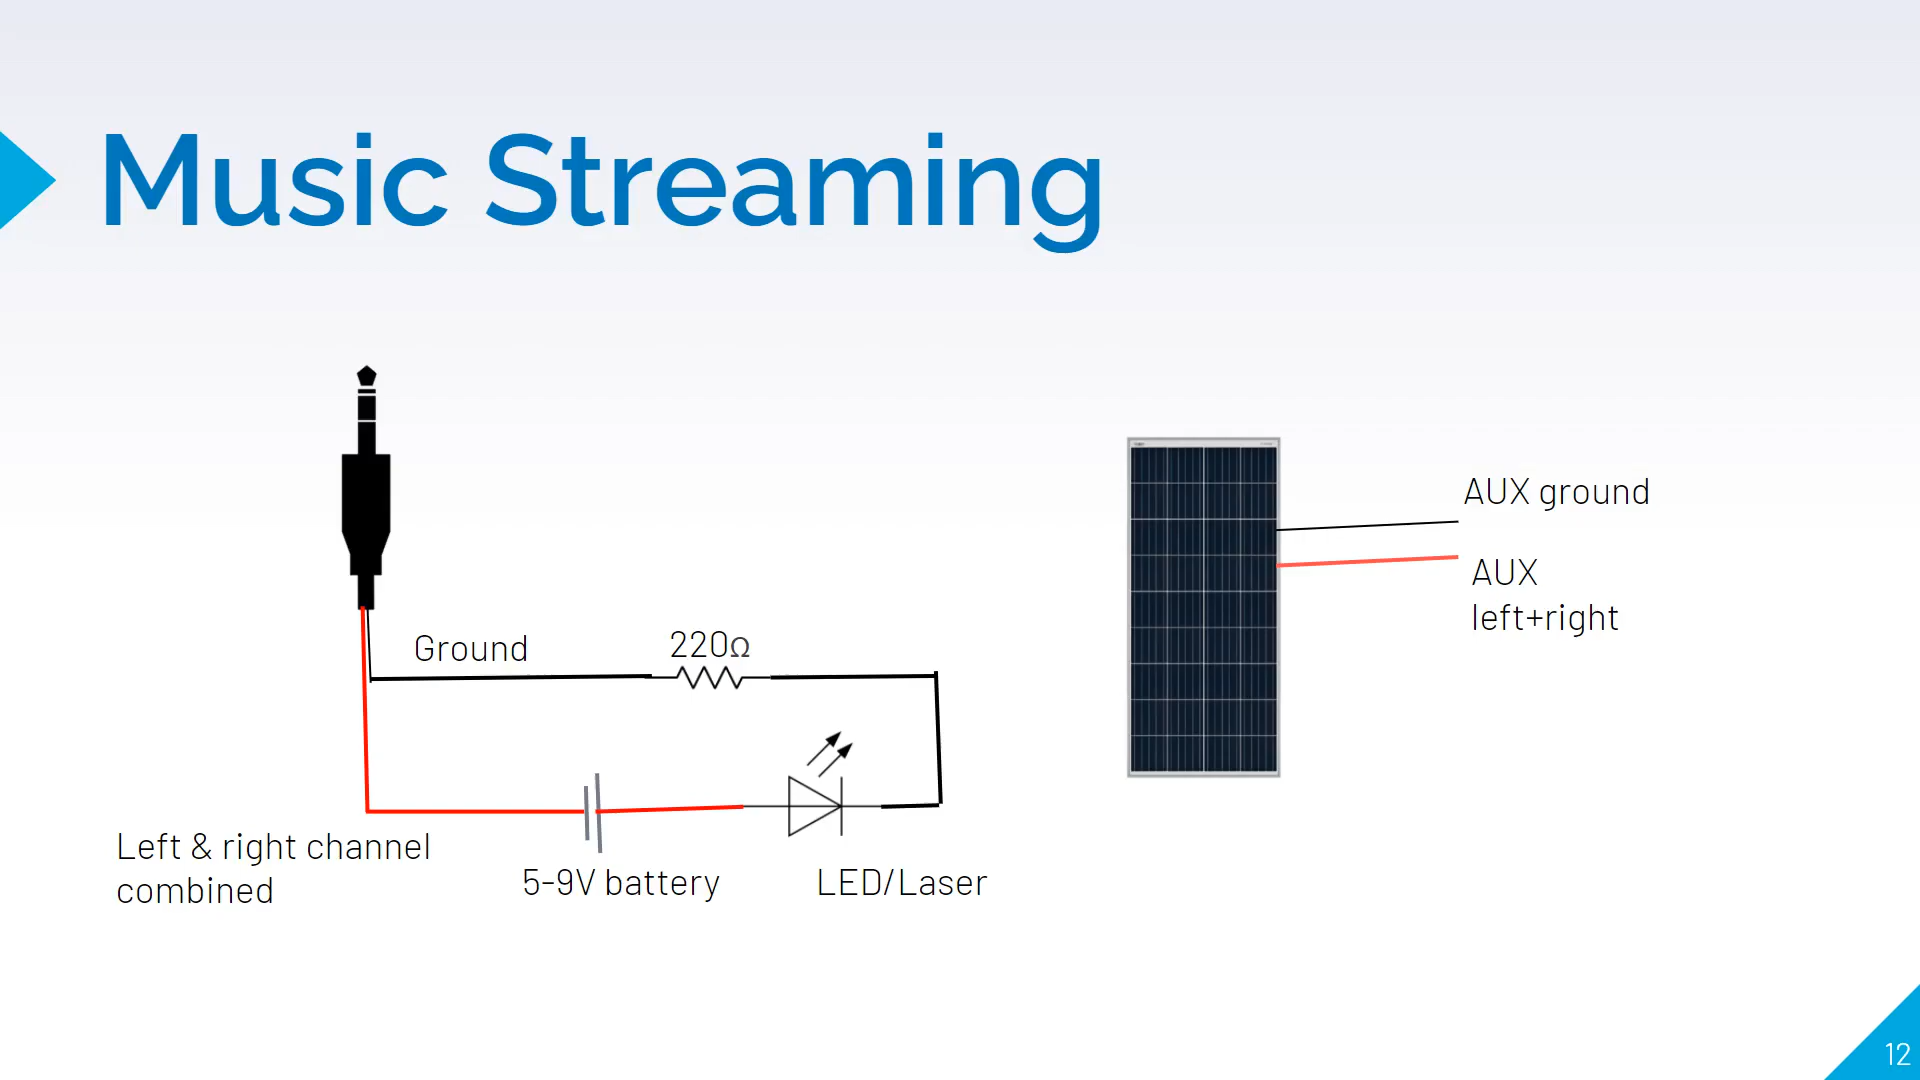 Music Streaming
Ground
220Ω
Left & right channel
combined
5-9V battery
LED/Laser
AUX ground
AUX
left+right
12